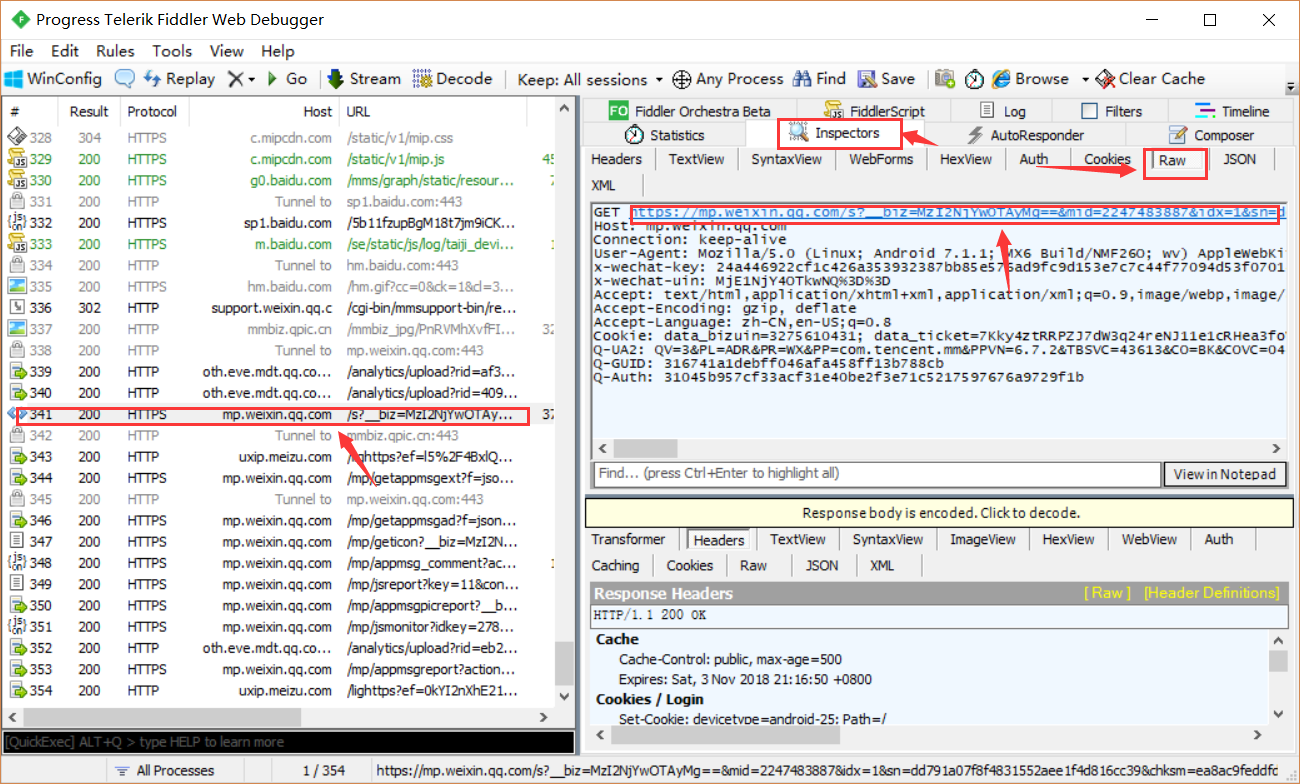 Progress Telerik Fiddler Web Debugger
File Edit Rules Tools View Help
WinConfig Replay Go Stream Decode Keep: All sessions Any Process Find Save Browse Clear Cache
# Result Protocol Host URL
328 304 HTTPS c.mipcdn.com /static/v1/mip.css
329 200 HTTPS c.mipcdn.com /static/v1/mip.js 45
330 200 HTTPS g0.baidu.com /mms/graph/static/resour... 7
331 200 HTTP Tunnel to sp1.baidu.com:443
332 200 HTTPS sp1.baidu.com /5b11fzupBgM18t7jm9iCK...
333 200 HTTPS m.baidu.com /se/static/js/log/taiji_devi...
334 200 HTTP Tunnel to hm.baidu.com:443
335 200 HTTPS hm.baidu.com /hm.gif?cc=0&ck=1&cl=3...
336 302 HTTP support.weixin.qq.c /cgi-bin/mmsupport-bin/re...
337 200 HTTP mmbiz.qpic.cn /mmbiz_jpg/PnRVMhXvfFI... 32
338 200 HTTP Tunnel to mp.weixin.qq.com:443
339 200 HTTP oth.eve.mdt.qq.co... /analytics/upload?rid=af3...
340 200 HTTP oth.eve.mdt.qq.co... /analytics/upload?rid=409...
341 200 HTTPS mp.weixin.qq.com /s?__biz=MzI2NjYwOTAy... 37
342 200 HTTP Tunnel to mmbiz.qpic.cn:443
343 200 HTTP uxip.meizu.com /lighttps?ef=l5%2F4BxlQ...
344 200 HTTPS mp.weixin.qq.com /mp/getappmsgext?f=jso...
345 200 HTTP Tunnel to mp.weixin.qq.com:443
346 200 HTTPS mp.weixin.qq.com /mp/getappmsgad?f=json...
347 200 HTTPS mp.weixin.qq.com /mp/geticon?__biz=MzI2N...
348 200 HTTPS mp.weixin.qq.com /mp/appmsg_comment?ac...
349 200 HTTPS mp.weixin.qq.com /mp/jsreport?key=11&con...
350 200 HTTPS mp.weixin.qq.com /mp/appmsgpicreport?__b...
351 200 HTTPS mp.weixin.qq.com /mp/jsmonitor?idkey=278...
352 200 HTTP oth.eve.mdt.qq.co... /analytics/upload?rid=eb2...
353 200 HTTPS mp.weixin.qq.com /mp/appmsgreport?action...
354 200 HTTP uxip.meizu.com /lighttps?ef=0kYI2nXhE21...
[QuickExec] ALT+Q > type HELP to learn more
FO Fiddler Orchestra Beta FiddlerScript Log Filters Timeline
Statistics Inspectors AutoResponder Composer
Headers TextView SyntaxView WebForms HexView Auth Cookies Raw JSON
XML
GET https://mp.weixin.qq.com/s?__biz=MzI2NjYwOTAyMg==&mid=2247483887&idx=1&sn=d
Host: mp.weixin.qq.com
Connection: keep-alive
User-Agent: Mozilla/5.0 (Linux; Android 7.1.1; MX6 Build/NMF26O; wv) AppleWebKi
x-wechat-key: 24a446922cf1c426a353932387bb85e576ad9fc9d153e7c7c44f77094d53f0701
x-wechat-uin: MjE1NjY4OTkwNQ%3D%3D
Accept: text/html,application/xhtml+xml,application/xml;q=0.9,image/webp,image/
Accept-Encoding: gzip, deflate
Accept-Language: zh-CN,en-US;q=0.8
Cookie: data_bizuin=3275610431; data_ticket=7Kky4ztRRPZJ7dW3q24reNJ11e1cRHea3fo
Q-UA2: QV=3&PL=ADR&PR=WX&PP=com.tencent.mm&PPVN=6.7.2&TBSVC=43613&CO=BK&COVC=04
Q-GUID: 316741a1debff046afa458ff13b788cb
Q-Auth: 31045b957cf33acf31e40be2f3e71c5217597676a9729f1b
Find... (press Ctrl+Enter to highlight all) View in Notepad
Response body is encoded. Click to decode.
Transformer Headers TextView SyntaxView ImageView HexView WebView Auth
Caching Cookies Raw JSON XML
Response Headers [ Raw ] [Header Definitions]
HTTP/1.1 200 OK
Cache
Cache-Control: public, max-age=500
Expires: Sat, 3 Nov 2018 21:16:50 +0800
Cookies / Login
Set-Cookie: devicetype=android-25; Path=/
All Processes 1 / 354 https://mp.weixin.qq.com/s?__biz=MzI2NjYwOTAyMg==&mid=2247483887&idx=1&sn=dd791a07f8f4831552aee1f4d816cc39&chksm=ea8ac9feddfd